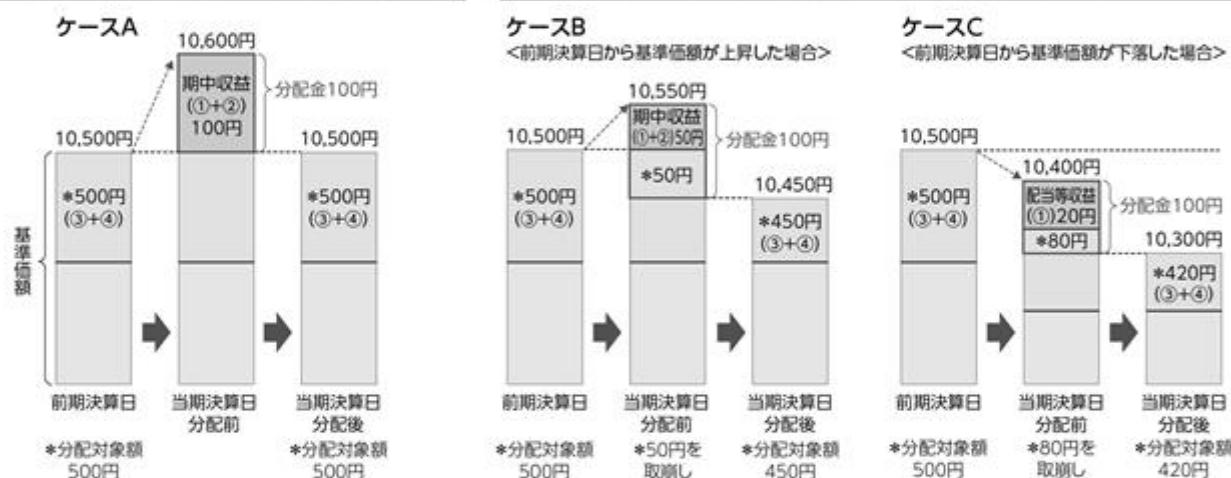 ケースA
10,600円
期中収益
(①+②)
100円
分配金100円
10,500円
10,500円
*500円
(③+④)
*500円
(③+④)
基準価額
前期決算日
当期決算日
分配前
当期決算日
分配後
*分配対象額
500円
*分配対象額
500円
ケースB
<前期決算日から基準価額が上昇した場合>
10,550円
10,500円
期中収益
(①+②)50円
分配金100円
*500円
(③+④)
*50円
10,450円
*450円
(③+④)
前期決算日
当期決算日
分配前
当期決算日
分配後
*分配対象額
500円
*50円を
取崩し
*分配対象額
450円
ケースC
<前期決算日から基準価額が下落した場合>
10,500円
10,400円
*500円
(③+④)
配当等収益
(①)20円
分配金100円
*80円
10,300円
*420円
(③+④)
前期決算日
当期決算日
分配前
当期決算日
分配後
*分配対象額
500円
*80円を
取崩し
*分配対象額
420円